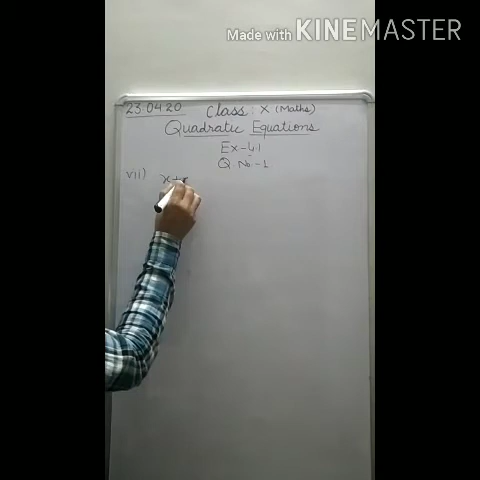 Made with KINEMASTER
23.04.20 Class : X (Maths)
Quadratic Equations
Ex-4.1
Q. No.-1
vii) x+